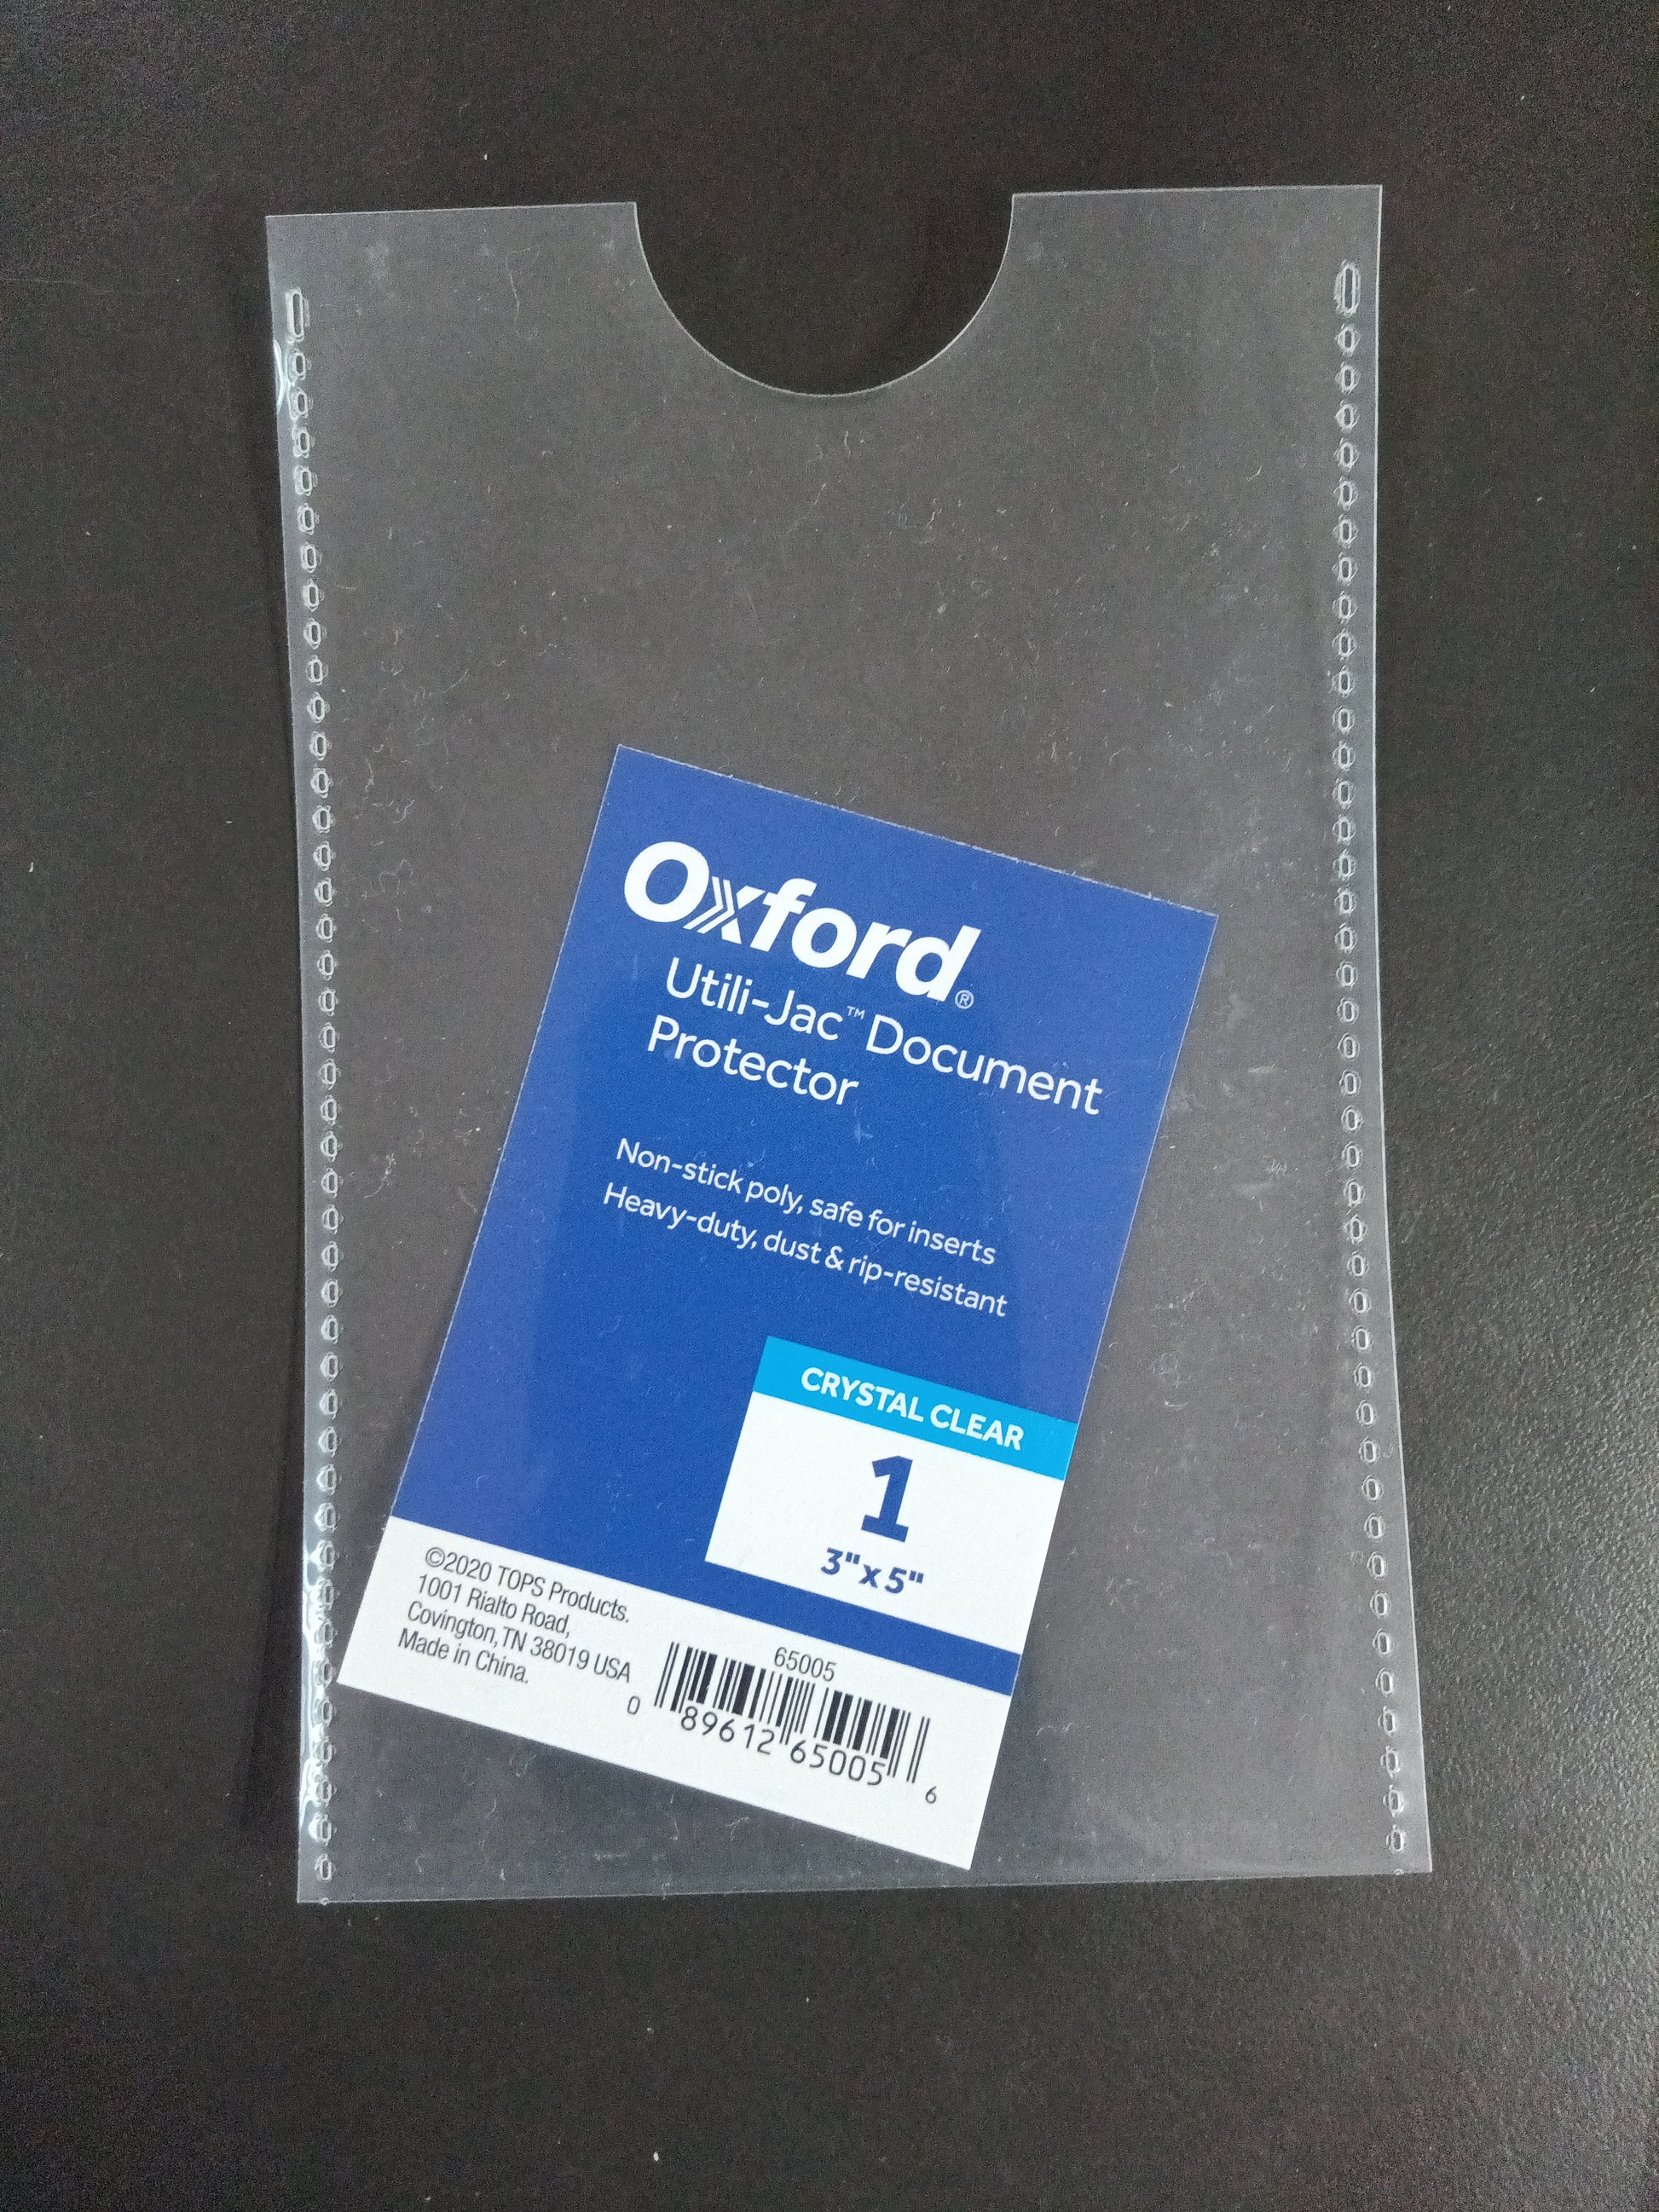 Oxford®
Utili-Jac™ Document
Protector
Non-stick poly, safe for inserts
Heavy-duty, dust & rip-resistant
CRYSTAL CLEAR
1
3"x5"
©2020 TOPS Products.
1001 Rialto Road,
Covington, TN 38019 USA
Made in China.
65005
0 89612 65005 6